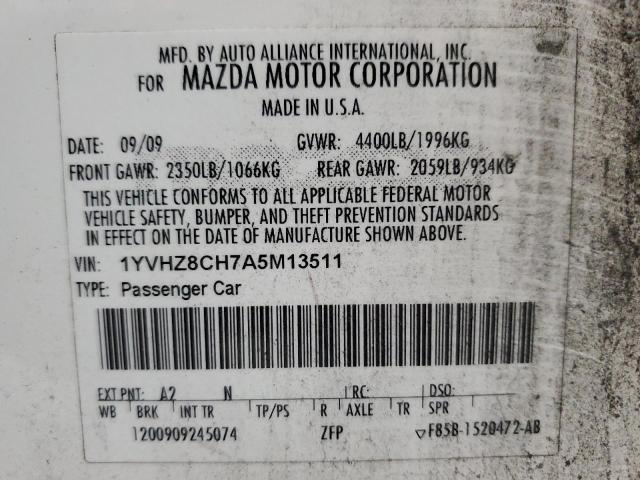 MFD. BY AUTO ALLIANCE INTERNATIONAL, INC.
FOR MAZDA MOTOR CORPORATION
MADE IN U.S.A.
DATE: 09/09 GVWR: 4400LB/1996KG
FRONT GAWR: 2350LB/1066KG REAR GAWR: 2059LB/934KG
THIS VEHICLE CONFORMS TO ALL APPLICABLE FEDERAL MOTOR
VEHICLE SAFETY, BUMPER, AND THEFT PREVENTION STANDARDS
IN EFFECT ON THE DATE OF MANUFACTURE SHOWN ABOVE.
VIN: 1YVHZ8CH7A5M13511
TYPE: Passenger Car
EXT PNT: A2 N RC: DSO:
WB BRK INT TR TP/PS R AXLE TR SPR
1200909245074 ZFP ▽F85B-1520472-AB